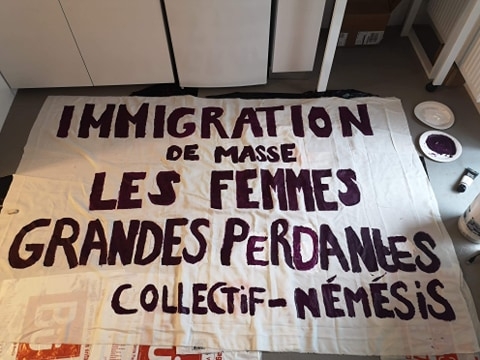 IMMIGRATION
DE MASSE
LES FEMMES
GRANDES PERDANTES
COLLECTIF-NÉMÉSIS